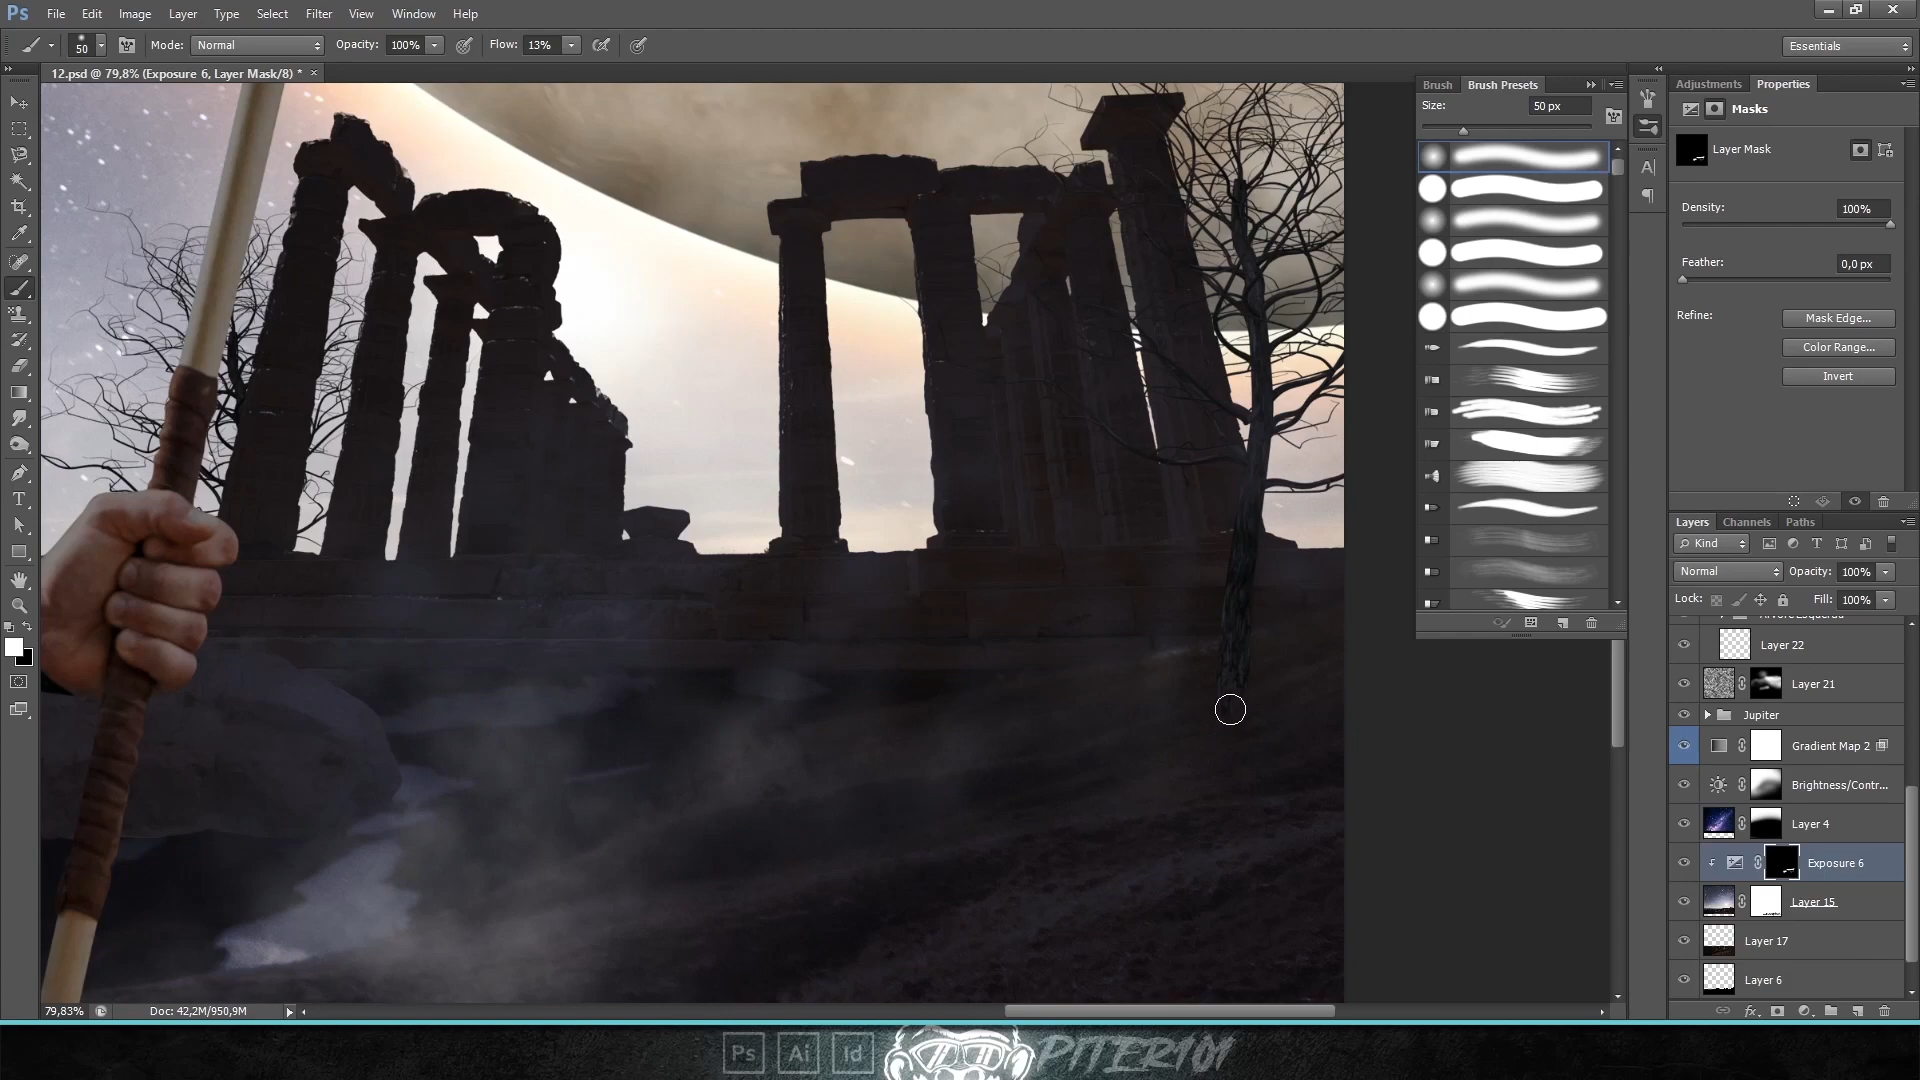 Ps File Edit Image Layer Type Select Filter View Window Help
50 Mode: Normal Opacity: 100% Flow: 13% Essentials
12.psd @ 79,8% (Exposure 6, Layer Mask/8) * ×
Brush Brush Presets
Size: 50 px
Adjustments Properties
Masks
Layer Mask
Density: 100%
Feather: 0,0 px
Refine: Mask Edge...
Color Range...
Invert
Layers Channels Paths
Kind
Normal Opacity: 100%
Lock: Fill: 100%
Layer 22
Layer 21
Jupiter
Gradient Map 2
Brightness/Contr...
Layer 4
Exposure 6
Layer 15
Layer 17
Layer 6
79,83% Doc: 42,2M/950,9M
Ps Ai Id PITER101